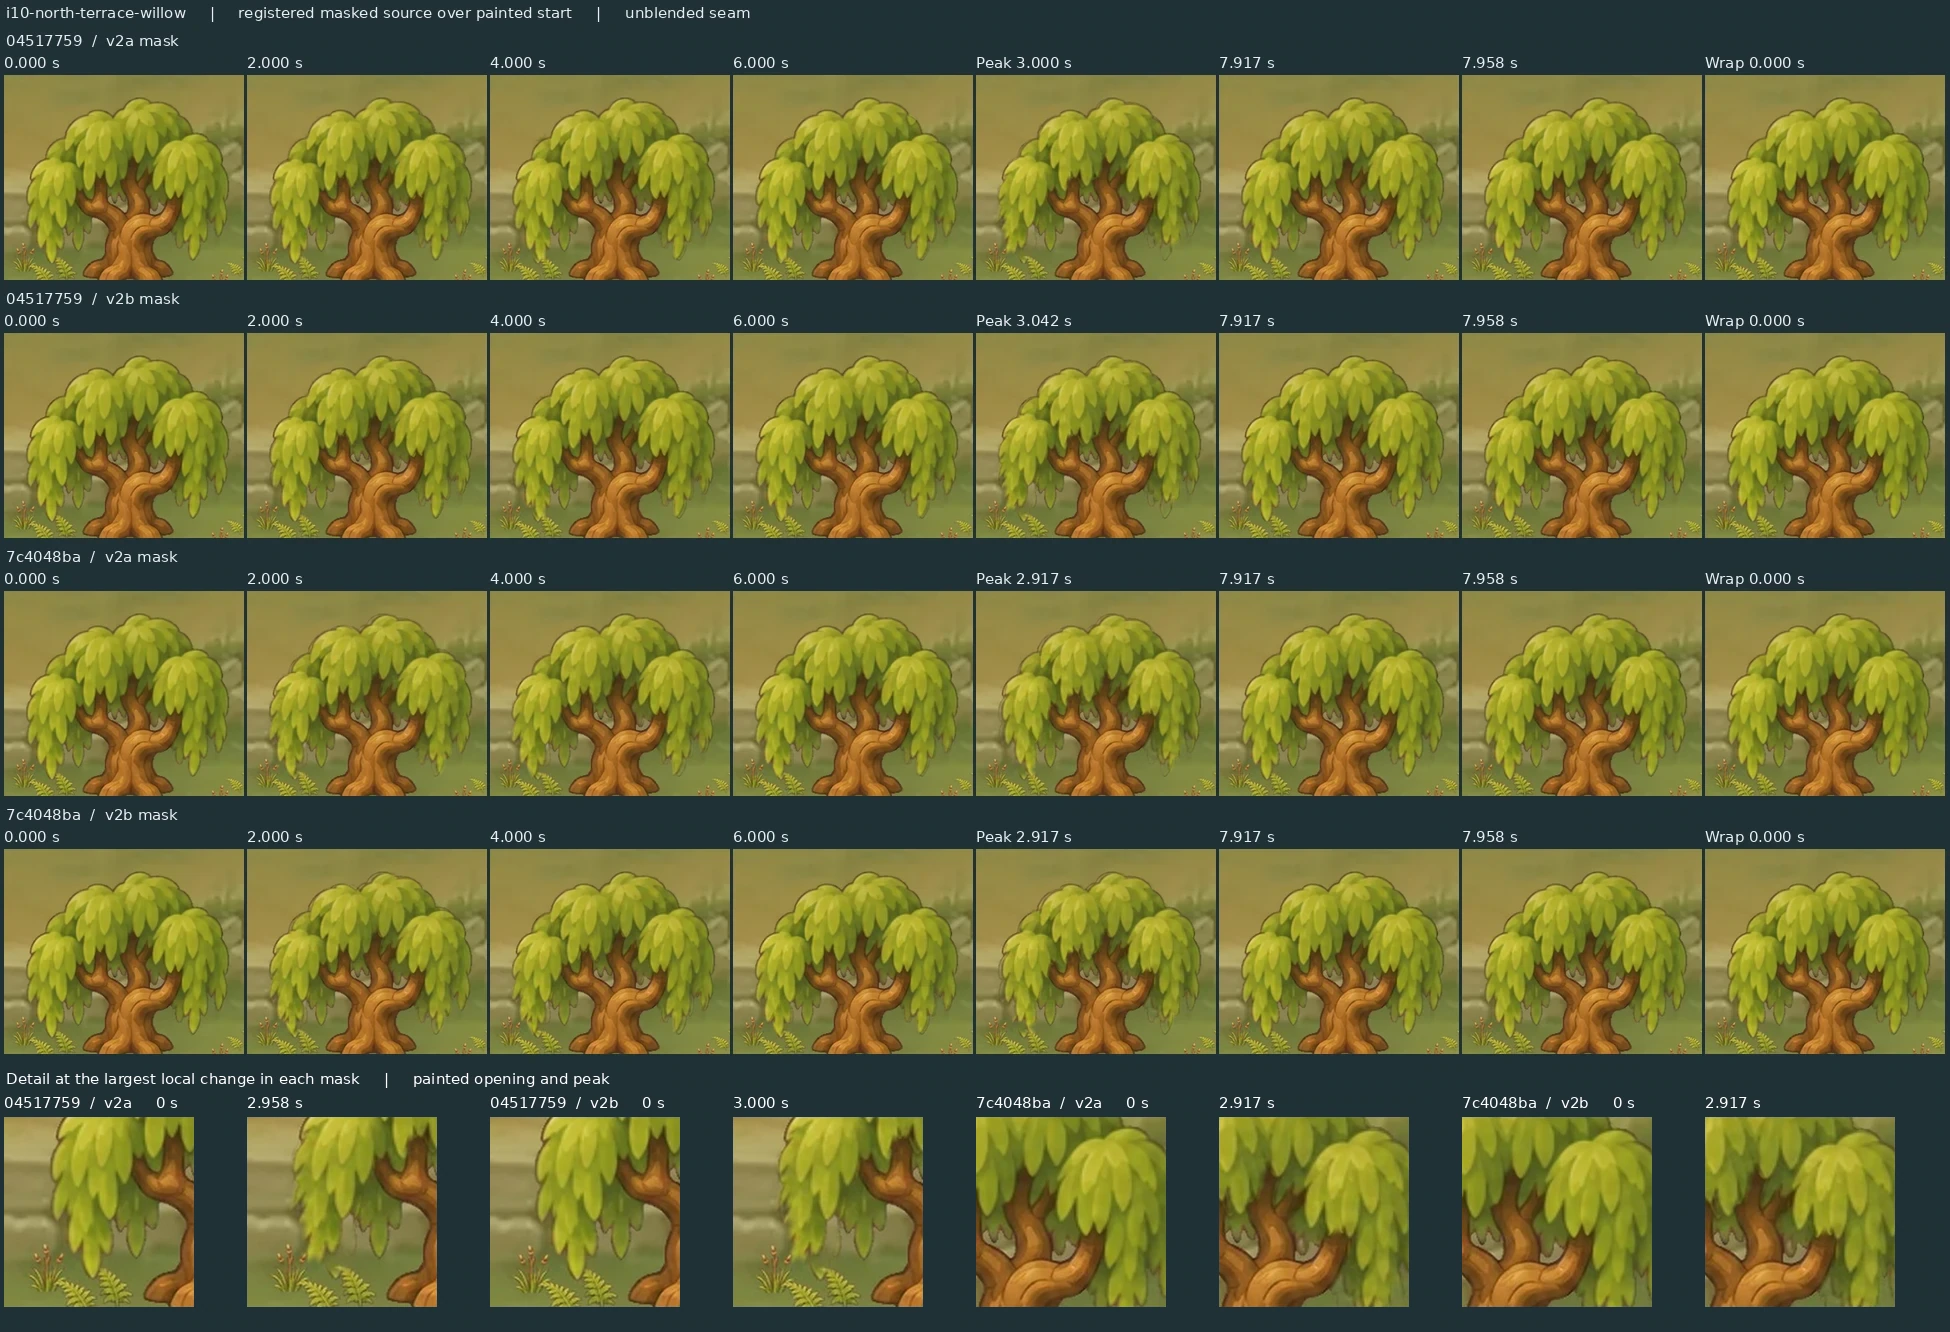 i10-north-terrace-willow | registered masked source over painted start | unblended seam
04517759 / v2a mask
0.000 s 2.000 s 4.000 s 6.000 s Peak 3.000 s 7.917 s 7.958 s Wrap 0.000 s
04517759 / v2b mask
0.000 s 2.000 s 4.000 s 6.000 s Peak 3.042 s 7.917 s 7.958 s Wrap 0.000 s
7c4048ba / v2a mask
0.000 s 2.000 s 4.000 s 6.000 s Peak 2.917 s 7.917 s 7.958 s Wrap 0.000 s
7c4048ba / v2b mask
0.000 s 2.000 s 4.000 s 6.000 s Peak 2.917 s 7.917 s 7.958 s Wrap 0.000 s
Detail at the largest local change in each mask | painted opening and peak
04517759 / v2a 0 s 2.958 s 04517759 / v2b 0 s 3.000 s 7c4048ba / v2a 0 s 2.917 s 7c4048ba / v2b 0 s 2.917 s